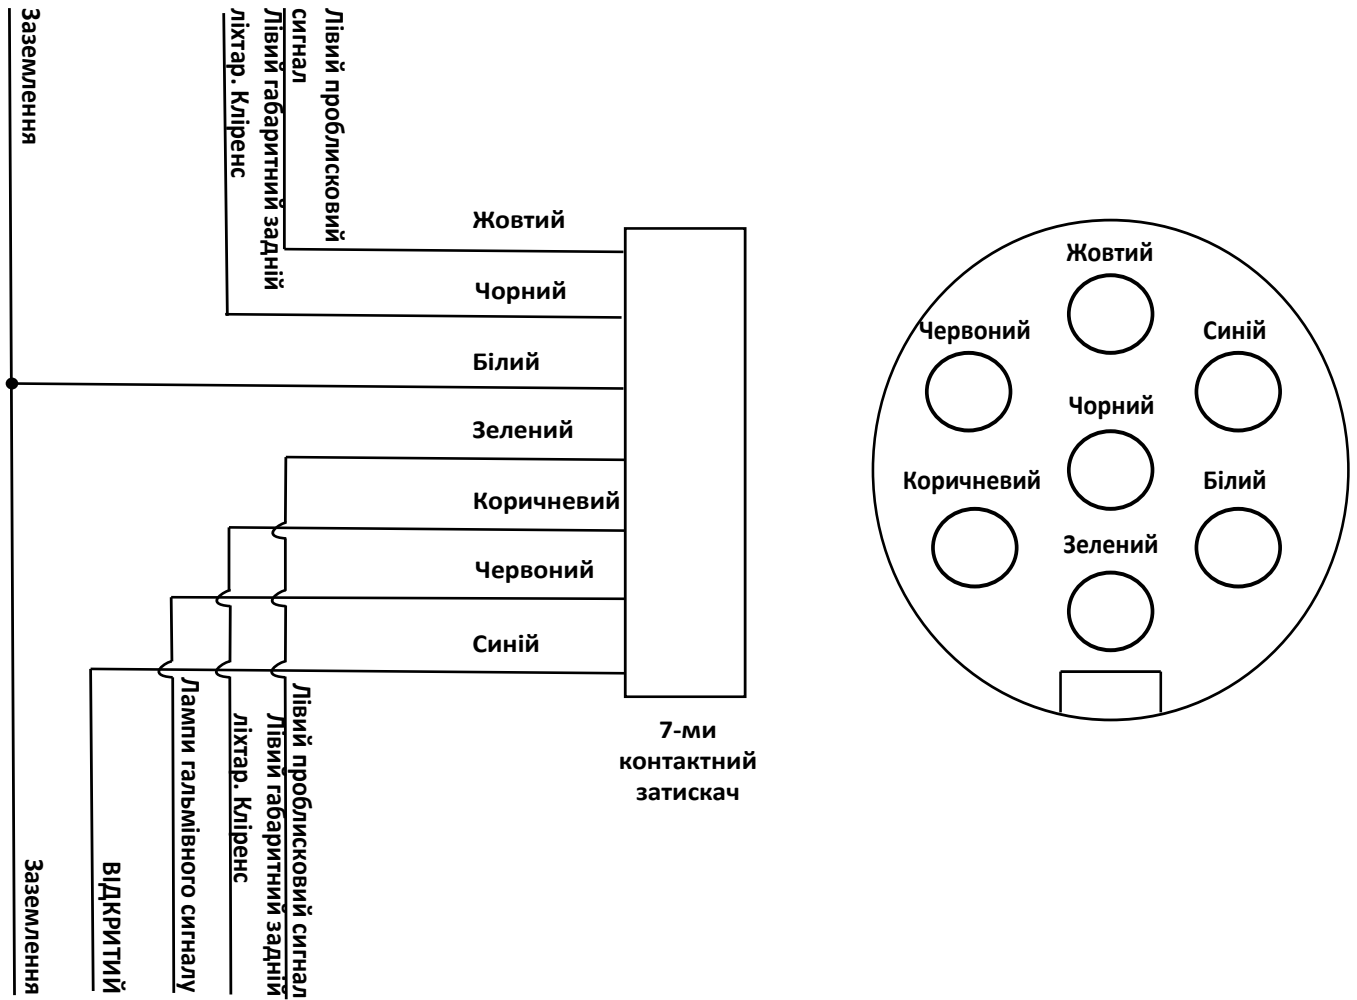 Заземлення
ліхтар. Кліренс
Лівий габаритний задній
сигнал
Лівий проблисковий
Жовтий
Чорний
Білий
Зелений
Коричневий
Червоний
Синій
7-ми
контактний
затискач
Заземлення
ВІДКРИТИЙ
Лампи гальмівного сигналу
ліхтар. Кліренс
Лівий габаритний задній
Лівий проблисковий сигнал
Жовтий
Червоний
Синій
Чорний
Коричневий
Білий
Зелений